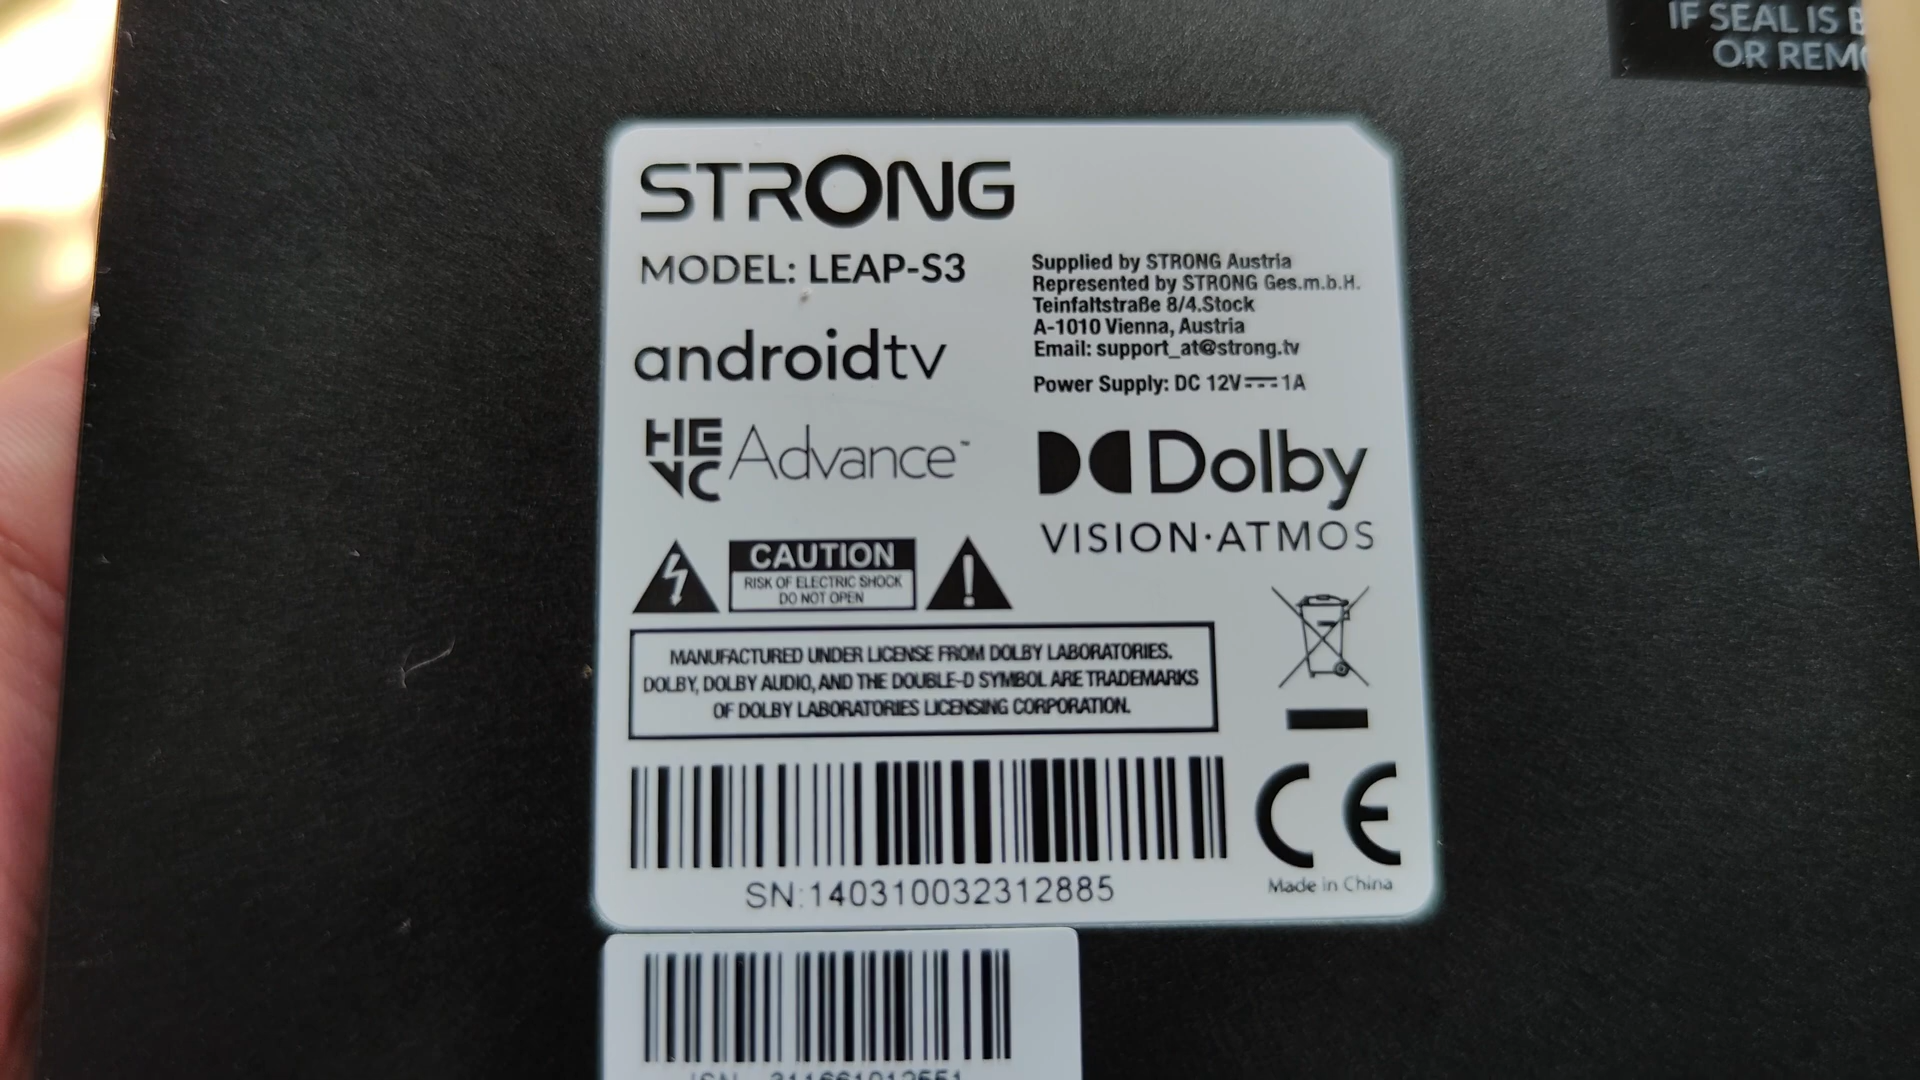 IF SEAL IS
OR
STRONG
MODEL: LEAP-S3
androidtv
HEVC Advance™
Supplied by STRONG Austria
Represented by STRONG Ges.m.b.H.
Teinfaltstraße 8/4.Stock
A-1010 Vienna, Austria
Email: support_at@strong.tv
Power Supply: DC 12V⎓1A
Dolby
VISION·ATMOS
CAUTION
RISK OF ELECTRIC SHOCK
DO NOT OPEN
MANUFACTURED UNDER LICENSE FROM DOLBY LABORATORIES.
DOLBY, DOLBY AUDIO, AND THE DOUBLE-D SYMBOL ARE TRADEMARKS
OF DOLBY LABORATORIES LICENSING CORPORATION.
CE
Made in China
SN:140310032312885